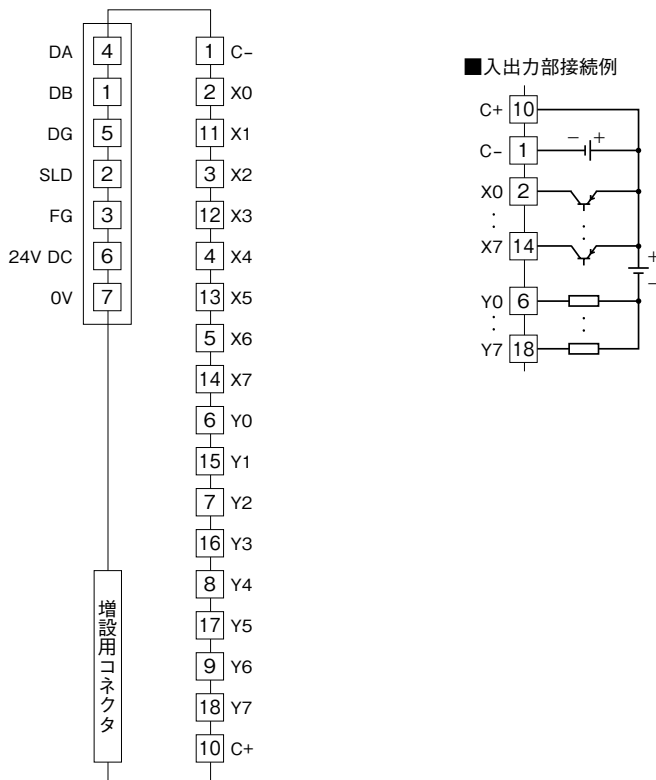 DA 4
DB 1
DG 5
SLD 2
FG 3
24V DC 6
0V 7
増設用コネクタ
1 C−
2 X0
11 X1
3 X2
12 X3
4 X4
13 X5
5 X6
14 X7
6 Y0
15 Y1
7 Y2
16 Y3
8 Y4
17 Y5
9 Y6
18 Y7
10 C+
■入出力部接続例
C+ 10
C− 1 − +
X0 2
X7 14
+
−
Y0 6
Y7 18